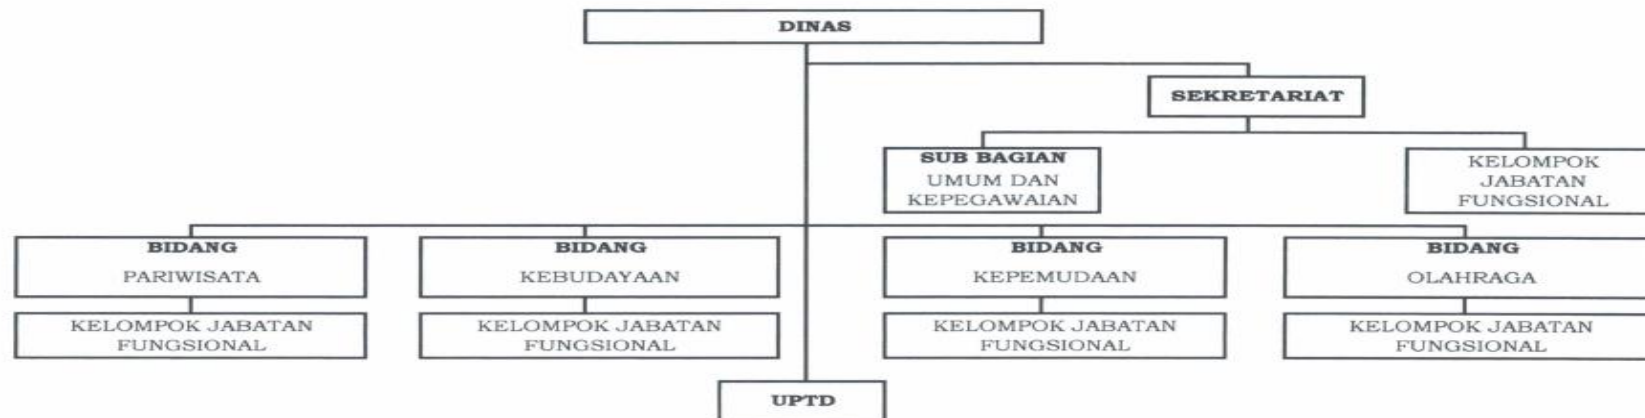 DINAS
SEKRETARIAT
SUB BAGIAN
UMUM DAN
KEPEGAWAIAN
KELOMPOK
JABATAN
FUNGSIONAL
BIDANG
PARIWISATA
BIDANG
KEBUDAYAAN
BIDANG
KEPEMUDAAN
BIDANG
OLAHRAGA
KELOMPOK JABATAN
FUNGSIONAL
KELOMPOK JABATAN
FUNGSIONAL
KELOMPOK JABATAN
FUNGSIONAL
KELOMPOK JABATAN
FUNGSIONAL
UPTD